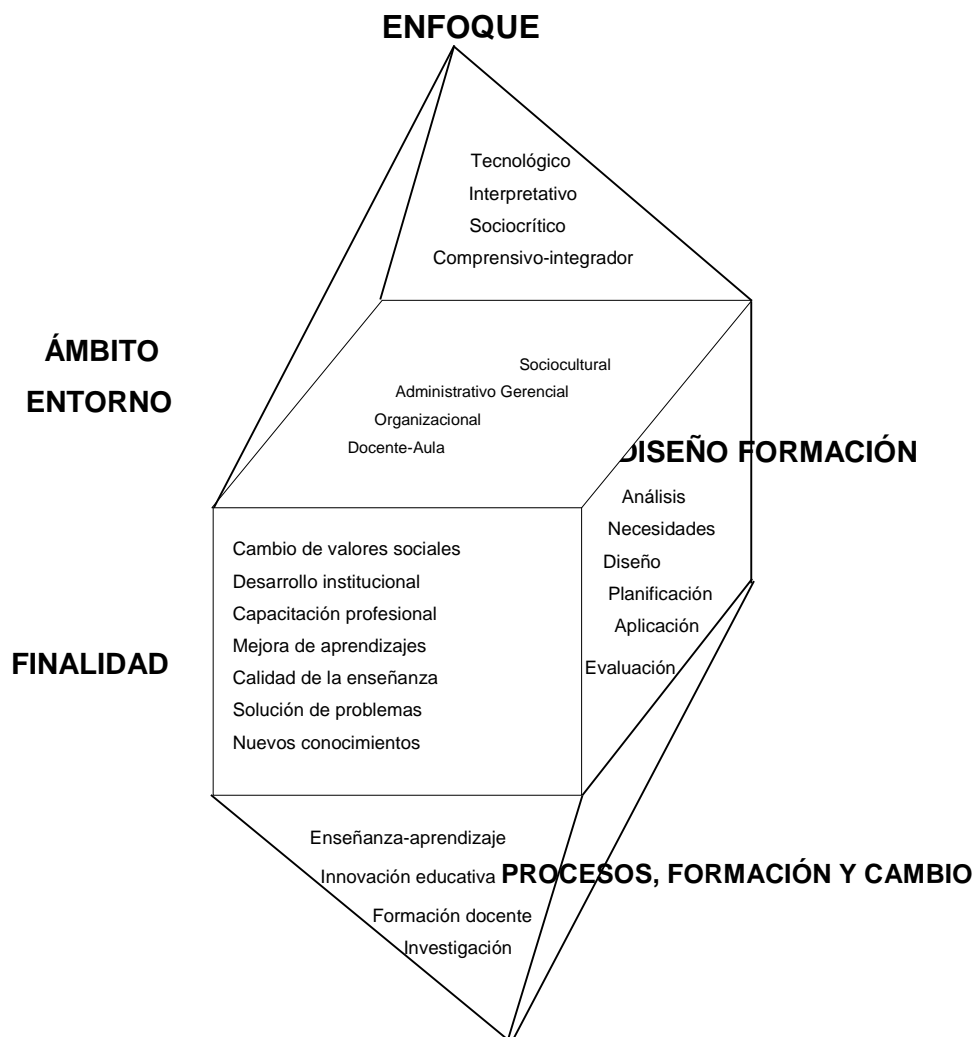 ENFOQUE
Tecnológico
Interpretativo
Sociocrítico
Comprensivo-integrador
ÁMBITO
ENTORNO
Sociocultural
Administrativo Gerencial
Organizacional
Docente-Aula
DISEÑO FORMACIÓN
Análisis
Necesidades
Diseño
Planificación
Aplicación
Evaluación
FINALIDAD
Cambio de valores sociales
Desarrollo institucional
Capacitación profesional
Mejora de aprendizajes
Calidad de la enseñanza
Solución de problemas
Nuevos conocimientos
Enseñanza-aprendizaje
Innovación educativa PROCESOS, FORMACIÓN Y CAMBIO
Formación docente
Investigación